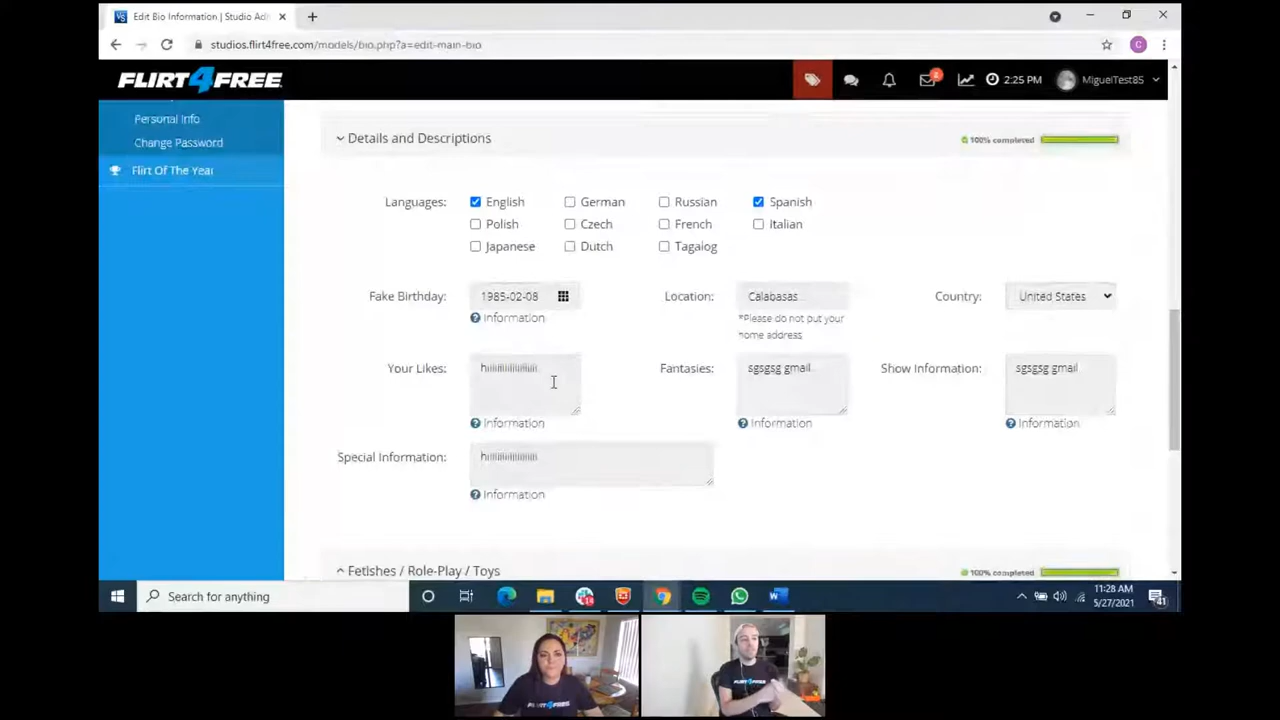 Edit Bio Information | Studio Ad
studios.flirt4free.com/models/bio.php?a=edit-main-bio
C
FLIRT4FREE
2:25 PM
MiguelTest85
Personal Info
Change Password
Flirt Of The Year
Details and Descriptions
100% completed
Languages:
English
German
Russian
Spanish
Polish
Czech
French
Italian
Japanese
Dutch
Tagalog
Fake Birthday:
1985-02-08
Information
Location:
Calabasas
*Please do not put your
home address
Country:
United States
Your Likes:
Information
Fantasies:
sgsgsg gmail
Information
Show Information:
sgsgsg gmail
Information
Special Information:
Information
Fetishes / Role-Play / Toys
100% completed
Search for anything
11:28 AM
5/27/2021
41
FLIRT4FREE
FLIRT4FREE